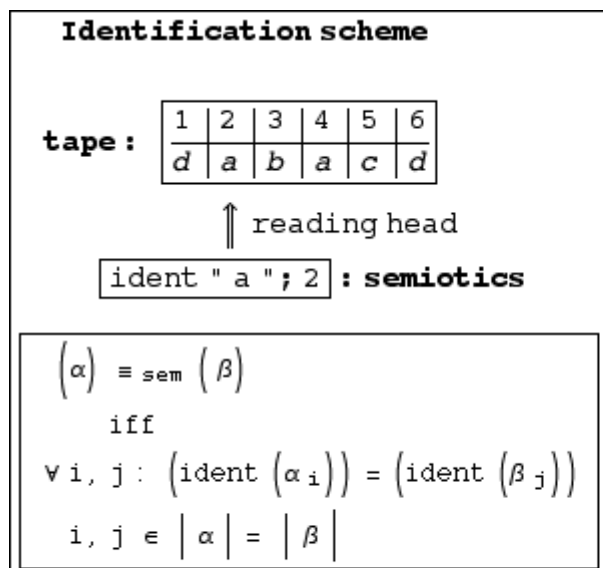 Identification scheme
1 2 3 4 5 6
tape : d a b a c d
⇑ reading head
ident " a "; 2 : semiotics
(α) ≡ sem (β)
iff
∀ i, j : (ident (α i)) = (ident (β j))
i, j ∈ | α | = | β |